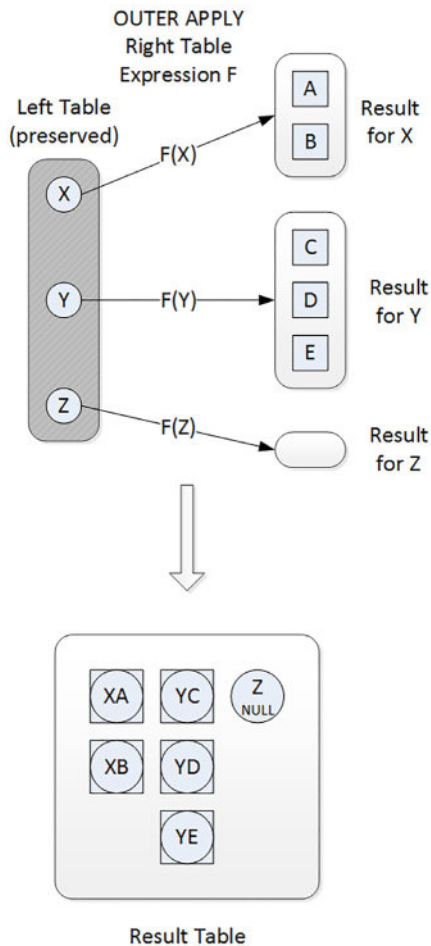 OUTER APPLY
Right Table
Expression F
Left Table
(preserved)
X
F(X)
A
B
Result
for X
Y
F(Y)
C
D
E
Result
for Y
Z
F(Z)
Result
for Z
XA YC Z
NULL
XB YD
YE
Result Table